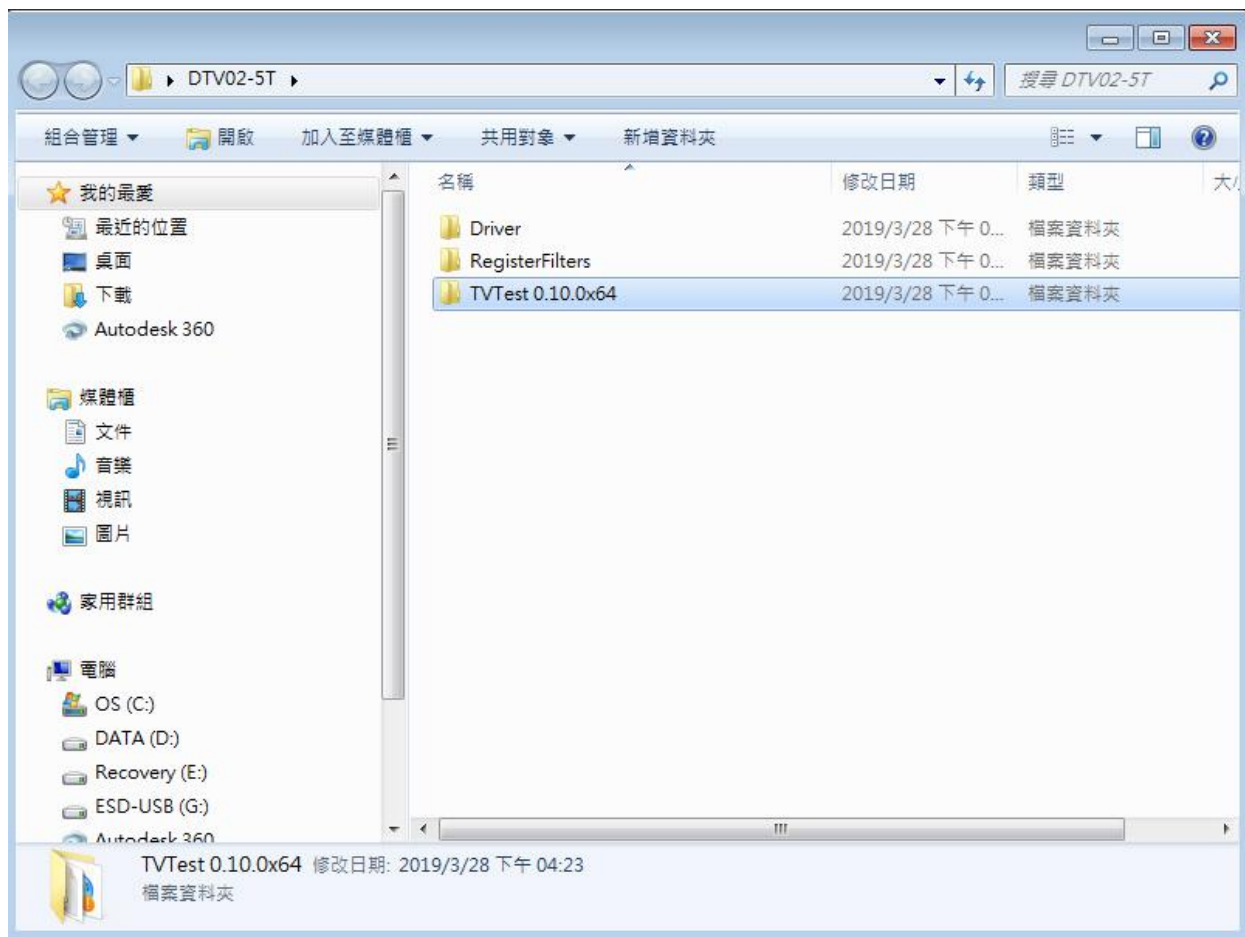 DTV02-5T
搜尋 DTV02-5T
組合管理 開啟 加入至媒體櫃 共用對象 新增資料夾
我的最愛
最近的位置
桌面
下載
Autodesk 360
媒體櫃
文件
音樂
視訊
圖片
家用群組
電腦
OS (C:)
DATA (D:)
Recovery (E:)
ESD-USB (G:)
Autodesk 360
名稱 修改日期 類型
Driver 2019/3/28 下午 0... 檔案資料夾
RegisterFilters 2019/3/28 下午 0... 檔案資料夾
TVTest 0.10.0x64 2019/3/28 下午 0... 檔案資料夾
TVTest 0.10.0x64 修改日期: 2019/3/28 下午 04:23
檔案資料夾